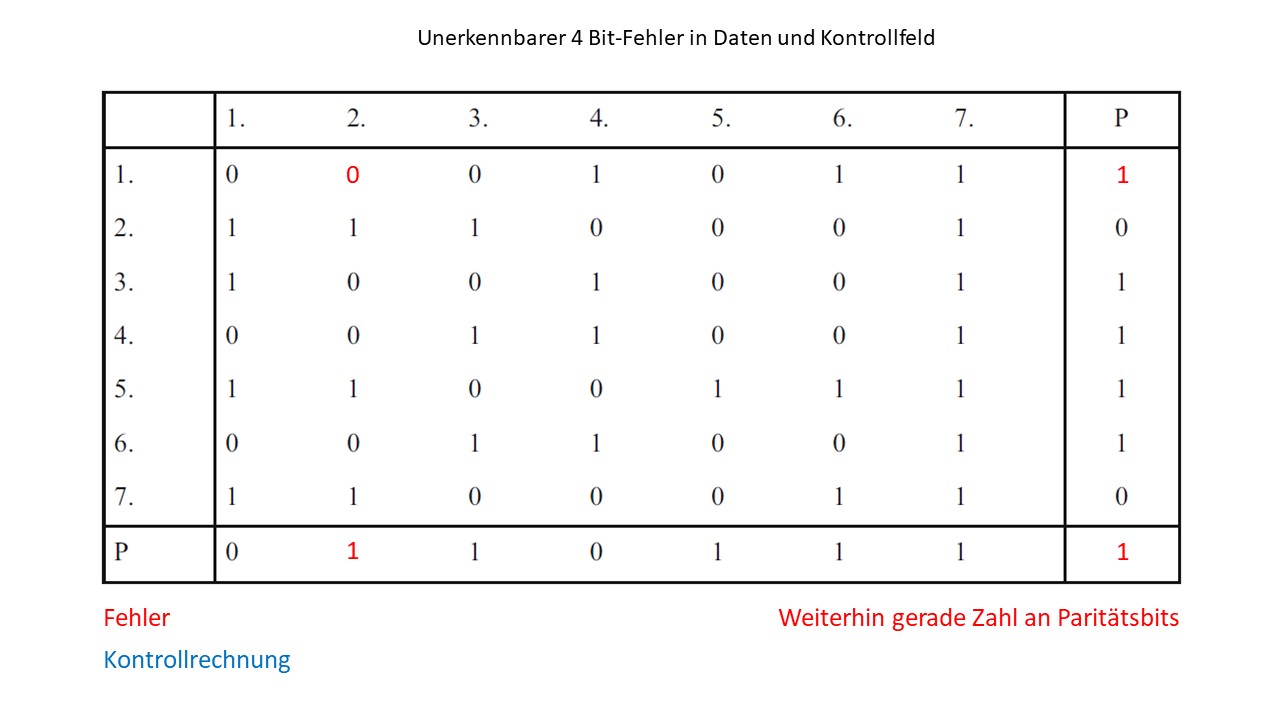 Unerkennbarer 4 Bit-Fehler in Daten und Kontrollfeld
1. 2. 3. 4. 5. 6. 7. P
1. 0 0 0 1 0 1 1 1
2. 1 1 1 0 0 0 1 0
3. 1 0 0 1 0 0 1 1
4. 0 0 1 1 0 0 1 1
5. 1 1 0 0 1 1 1 1
6. 0 0 1 1 0 0 1 1
7. 1 1 0 0 0 1 1 0
P 0 1 1 0 1 1 1 1
Fehler Weiterhin gerade Zahl an Paritätsbits
Kontrollrechnung